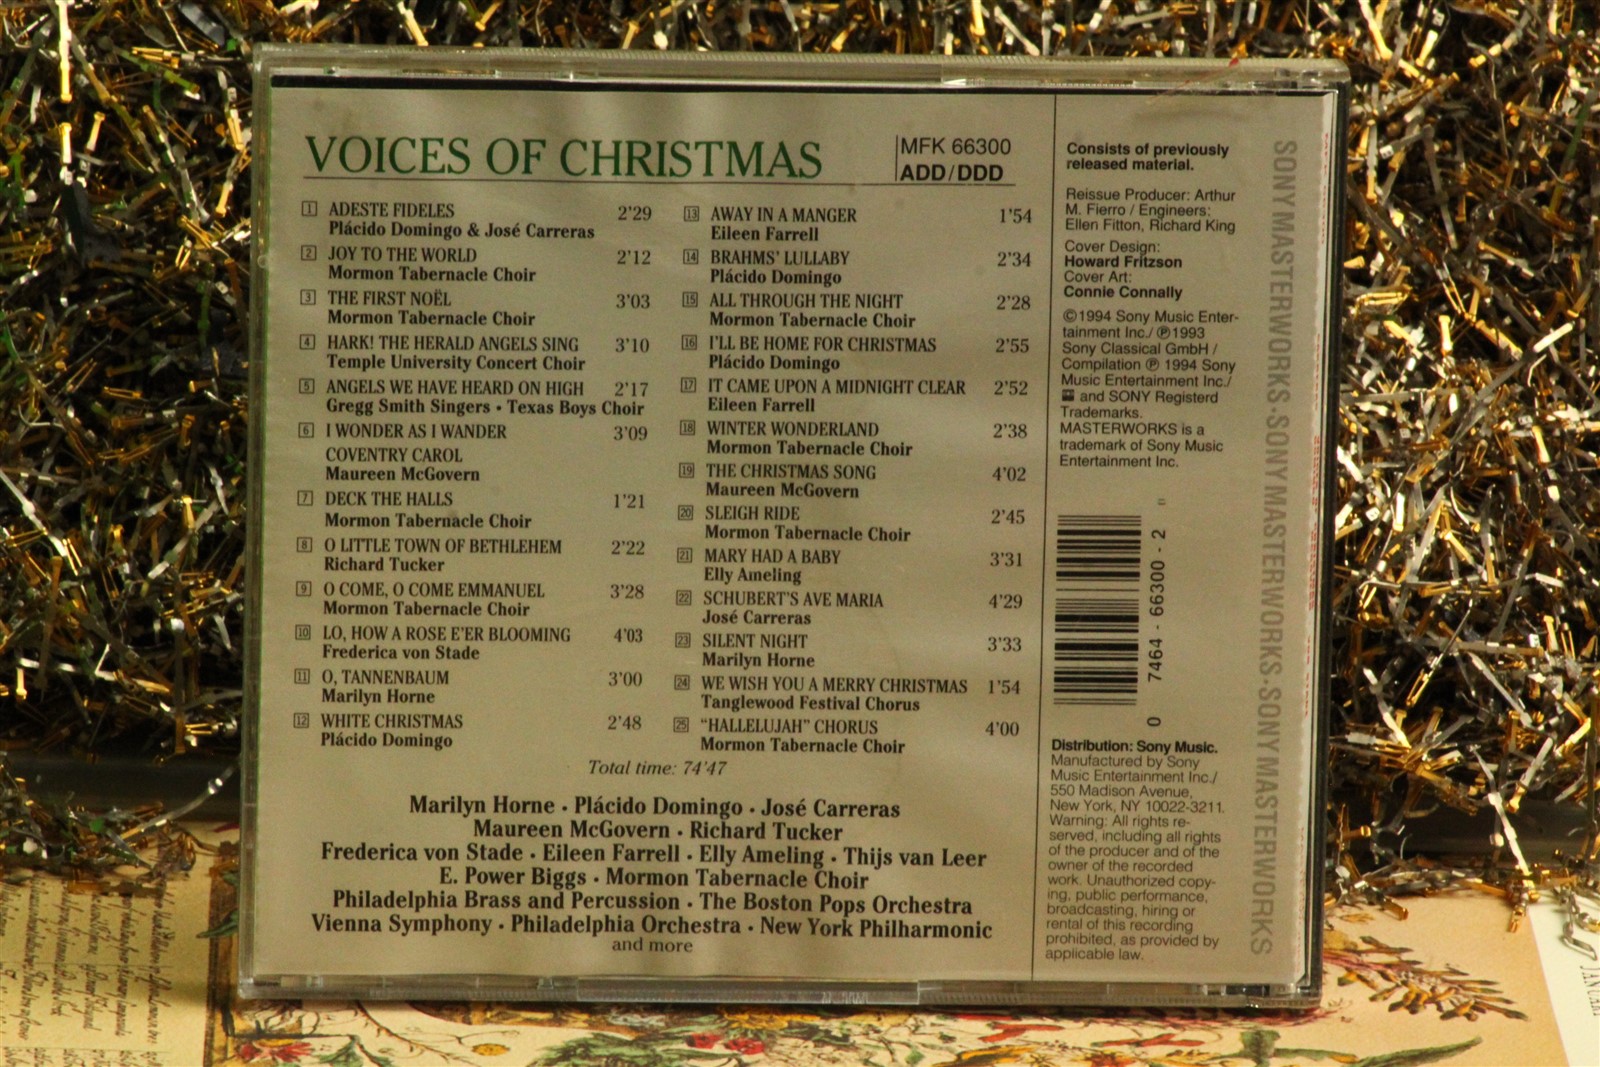 VOICES OF CHRISTMAS
MFK 66300
ADD/DDD
1 ADESTE FIDELES 2'29
Plácido Domingo & José Carreras
2 JOY TO THE WORLD 2'12
Mormon Tabernacle Choir
3 THE FIRST NOËL 3'03
Mormon Tabernacle Choir
4 HARK! THE HERALD ANGELS SING 3'10
Temple University Concert Choir
5 ANGELS WE HAVE HEARD ON HIGH 2'17
Gregg Smith Singers • Texas Boys Choir
6 I WONDER AS I WANDER 3'09
COVENTRY CAROL
Maureen McGovern
7 DECK THE HALLS 1'21
Mormon Tabernacle Choir
8 O LITTLE TOWN OF BETHLEHEM 2'22
Richard Tucker
9 O COME, O COME EMMANUEL 3'28
Mormon Tabernacle Choir
10 LO, HOW A ROSE E'ER BLOOMING 4'03
Frederica von Stade
11 O, TANNENBAUM 3'00
Marilyn Horne
12 WHITE CHRISTMAS 2'48
Plácido Domingo
13 AWAY IN A MANGER 1'54
Eileen Farrell
14 BRAHMS' LULLABY 2'34
Plácido Domingo
15 ALL THROUGH THE NIGHT 2'28
Mormon Tabernacle Choir
16 I'LL BE HOME FOR CHRISTMAS 2'55
Plácido Domingo
17 IT CAME UPON A MIDNIGHT CLEAR 2'52
Eileen Farrell
18 WINTER WONDERLAND 2'38
Mormon Tabernacle Choir
19 THE CHRISTMAS SONG 4'02
Maureen McGovern
20 SLEIGH RIDE 2'45
Mormon Tabernacle Choir
21 MARY HAD A BABY 3'31
Elly Ameling
22 SCHUBERT'S AVE MARIA 4'29
José Carreras
23 SILENT NIGHT 3'33
Marilyn Horne
24 WE WISH YOU A MERRY CHRISTMAS 1'54
Tanglewood Festival Chorus
25 "HALLELUJAH" CHORUS 4'00
Mormon Tabernacle Choir
Total time: 74'47
Marilyn Horne • Plácido Domingo • José Carreras
Maureen McGovern • Richard Tucker
Frederica von Stade • Eileen Farrell • Elly Ameling • Thijs van Leer
E. Power Biggs • Mormon Tabernacle Choir
Philadelphia Brass and Percussion • The Boston Pops Orchestra
Vienna Symphony • Philadelphia Orchestra • New York Philharmonic
and more
Consists of previously
released material.
Reissue Producer: Arthur
M. Fierro / Engineers:
Ellen Fitton, Richard King
Cover Design:
Howard Fritzson
Cover Art:
Connie Connally
©1994 Sony Music Enter-
tainment Inc./ ℗1993
Sony Classical GmbH /
Compilation ℗ 1994 Sony
Music Entertainment Inc./
and SONY Registerd
Trademarks.
MASTERWORKS is a
trademark of Sony Music
Entertainment Inc.
0 7464 - 66300 - 2
Distribution: Sony Music.
Manufactured by Sony
Music Entertainment Inc./
550 Madison Avenue,
New York, NY 10022-3211.
Warning: All rights re-
served, including all rights
of the producer and of the
owner of the recorded
work. Unauthorized copy-
ing, public performance,
broadcasting, hiring or
rental of this recording
prohibited, as provided by
applicable law.
SONY MASTERWORKS•SONY MASTERWORKS•SONY MASTERWORKS